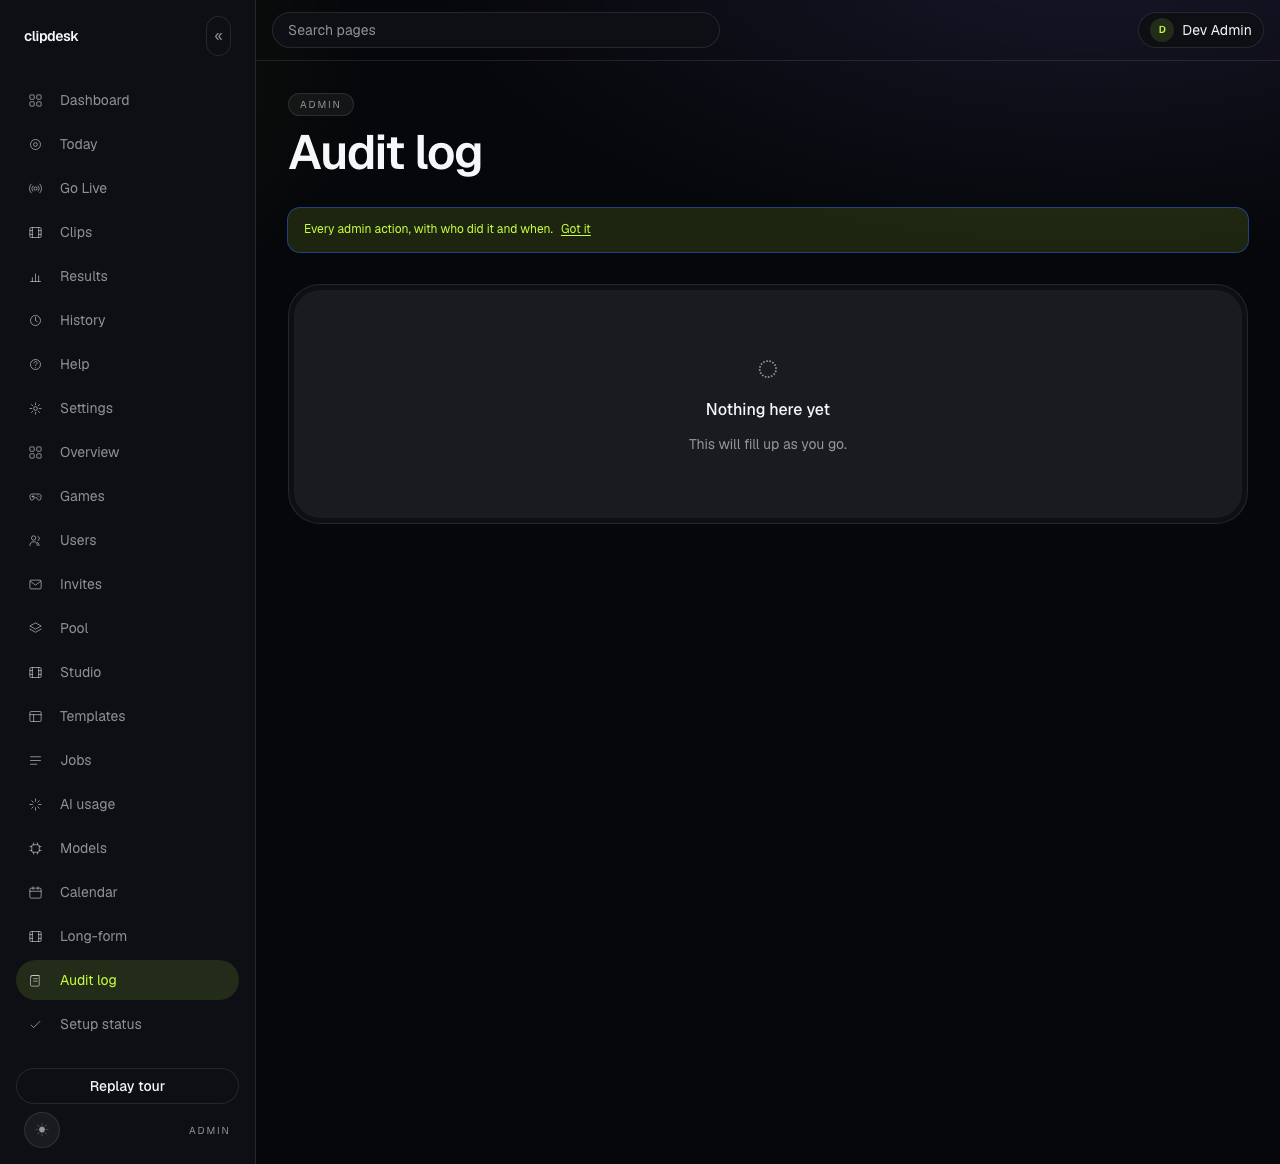 clipdesk
«
Search pages
D
Dev Admin
Dashboard
Today
Go Live
Clips
Results
History
Help
Settings
Overview
Games
Users
Invites
Pool
Studio
Templates
Jobs
AI usage
Models
Calendar
Long-form
Audit log
Setup status
Replay tour
ADMIN
ADMIN
Audit log
Every admin action, with who did it and when. Got it
Nothing here yet
This will fill up as you go.